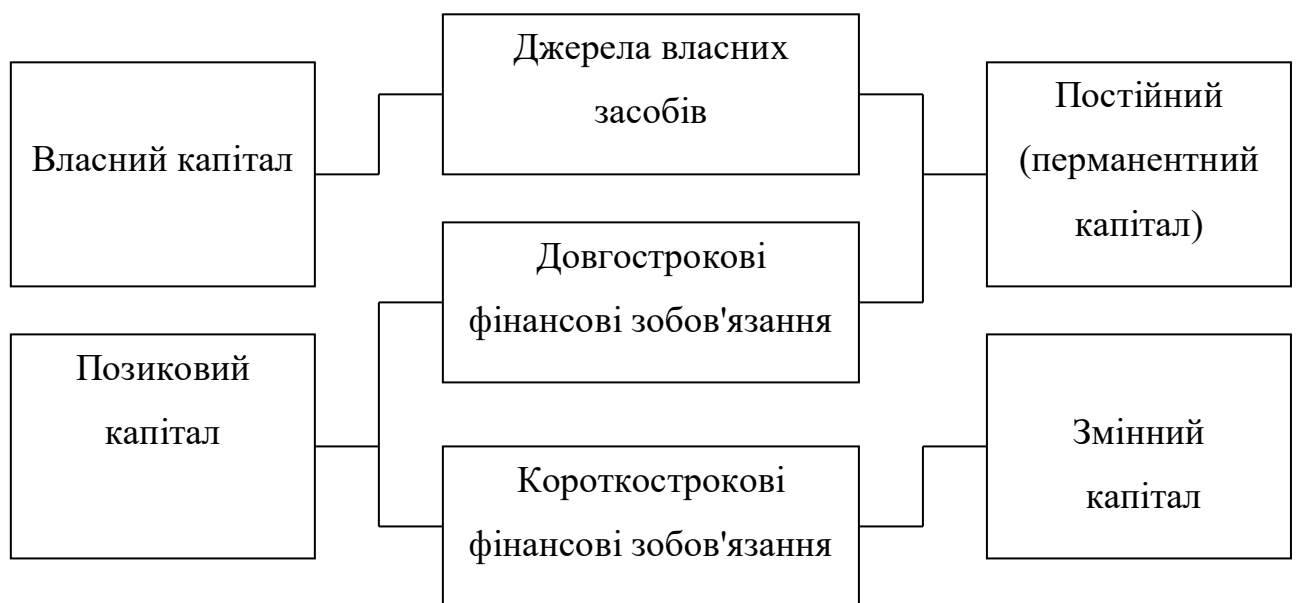 Власний капітал
Позиковий
капітал
Джерела власних
засобів
Довгострокові
фінансові зобов'язання
Короткострокові
фінансові зобов'язання
Постійний
(перманентний
капітал)
Змінний
капітал